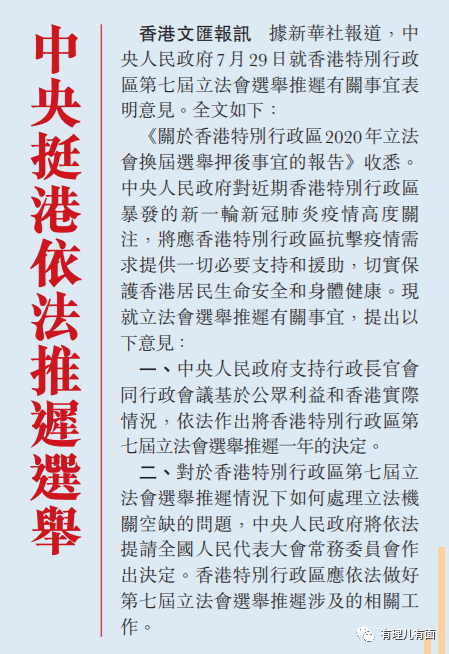 中央挺港依法推遲選舉
香港文匯報訊　據新華社報道，中
央人民政府7月29日就香港特別行政
區第七屆立法會選舉推遲有關事宜表
明意見。全文如下：
《關於香港特別行政區2020年立法
會換屆選舉押後事宜的報告》收悉。
中央人民政府對近期香港特別行政區
暴發的新一輪新冠肺炎疫情高度關
注，將應香港特別行政區抗擊疫情需
求提供一切必要支持和援助，切實保
護香港居民生命安全和身體健康。現
就立法會選舉推遲有關事宜，提出以
下意見：
一、中央人民政府支持行政長官會
同行政會議基於公眾利益和香港實際
情況，依法作出將香港特別行政區第
七屆立法會選舉推遲一年的決定。
二、對於香港特別行政區第七屆立
法會選舉推遲情況下如何處理立法機
關空缺的問題，中央人民政府將依法
提請全國人民代表大會常務委員會作
出決定。香港特別行政區應依法做好
第七屆立法會選舉推遲涉及的相關工
作。
有理儿有面